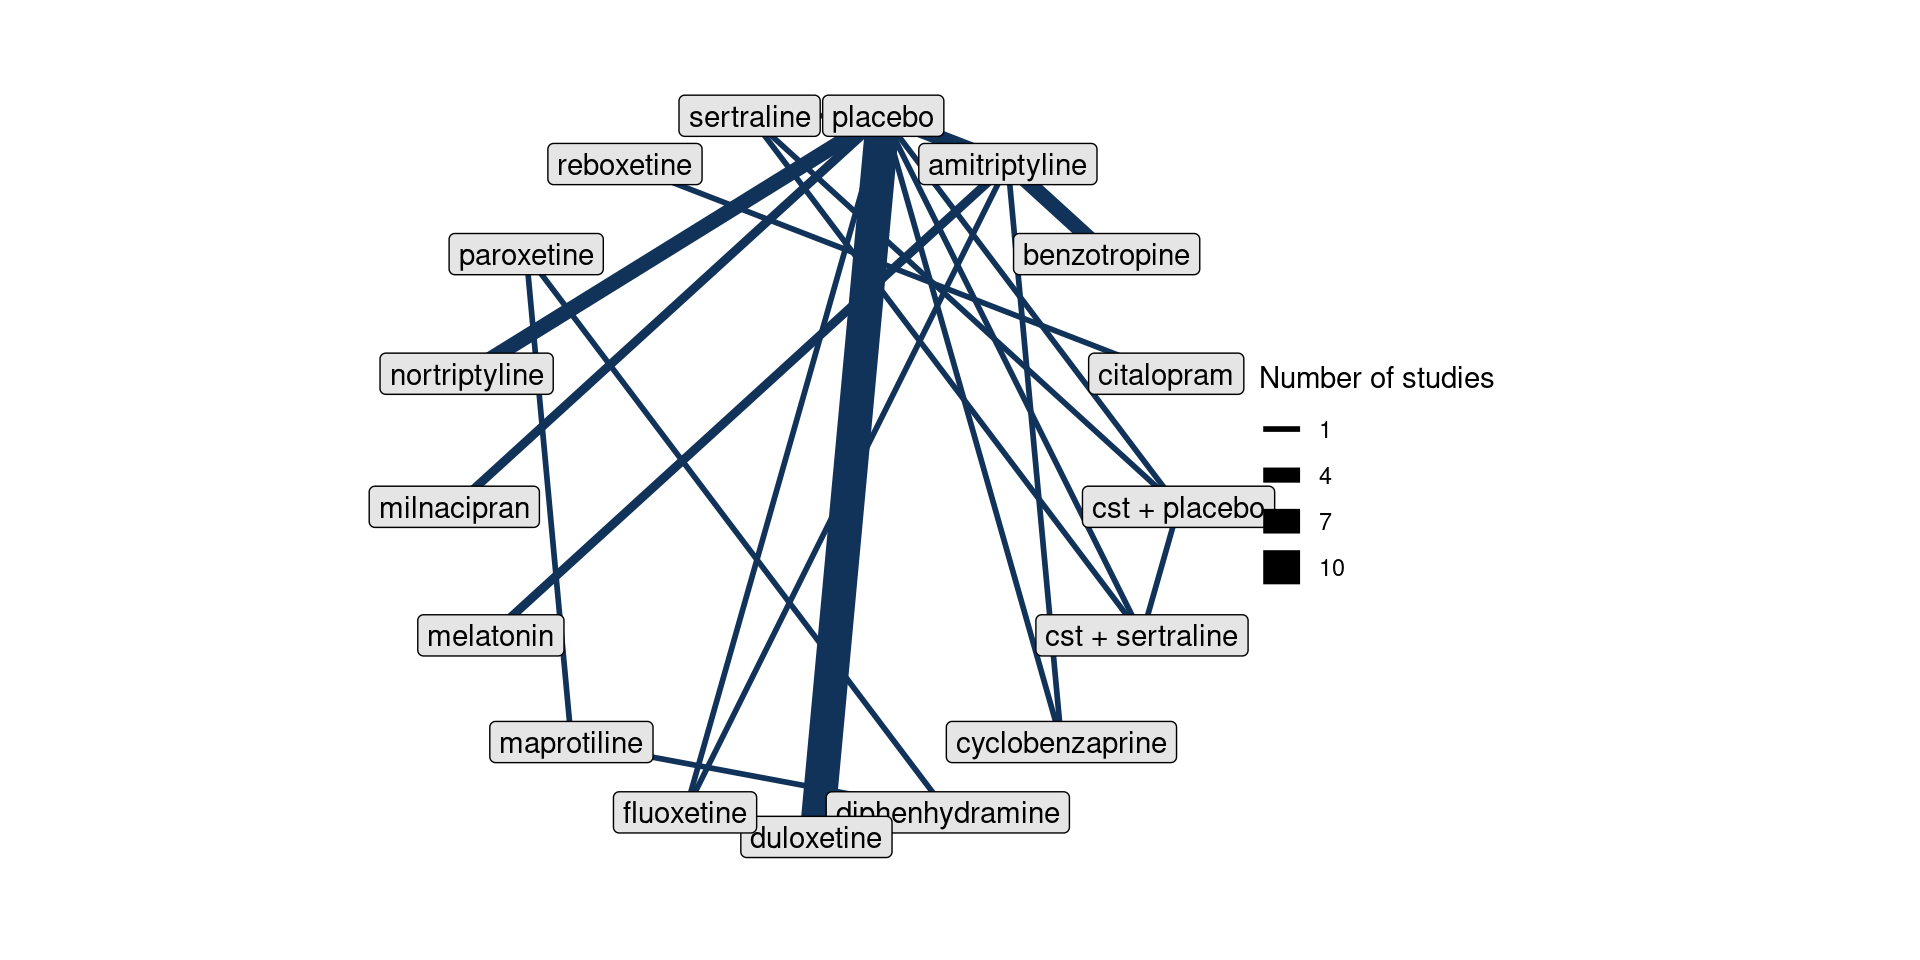 sertraline
placebo
reboxetine
amitriptyline
paroxetine
benzotropine
nortriptyline
citalopram
Number of studies
1
4
7
10
milnacipran
cst + placebo
melatonin
cst + sertraline
maprotiline
cyclobenzaprine
fluoxetine
diphenhydramine
duloxetine